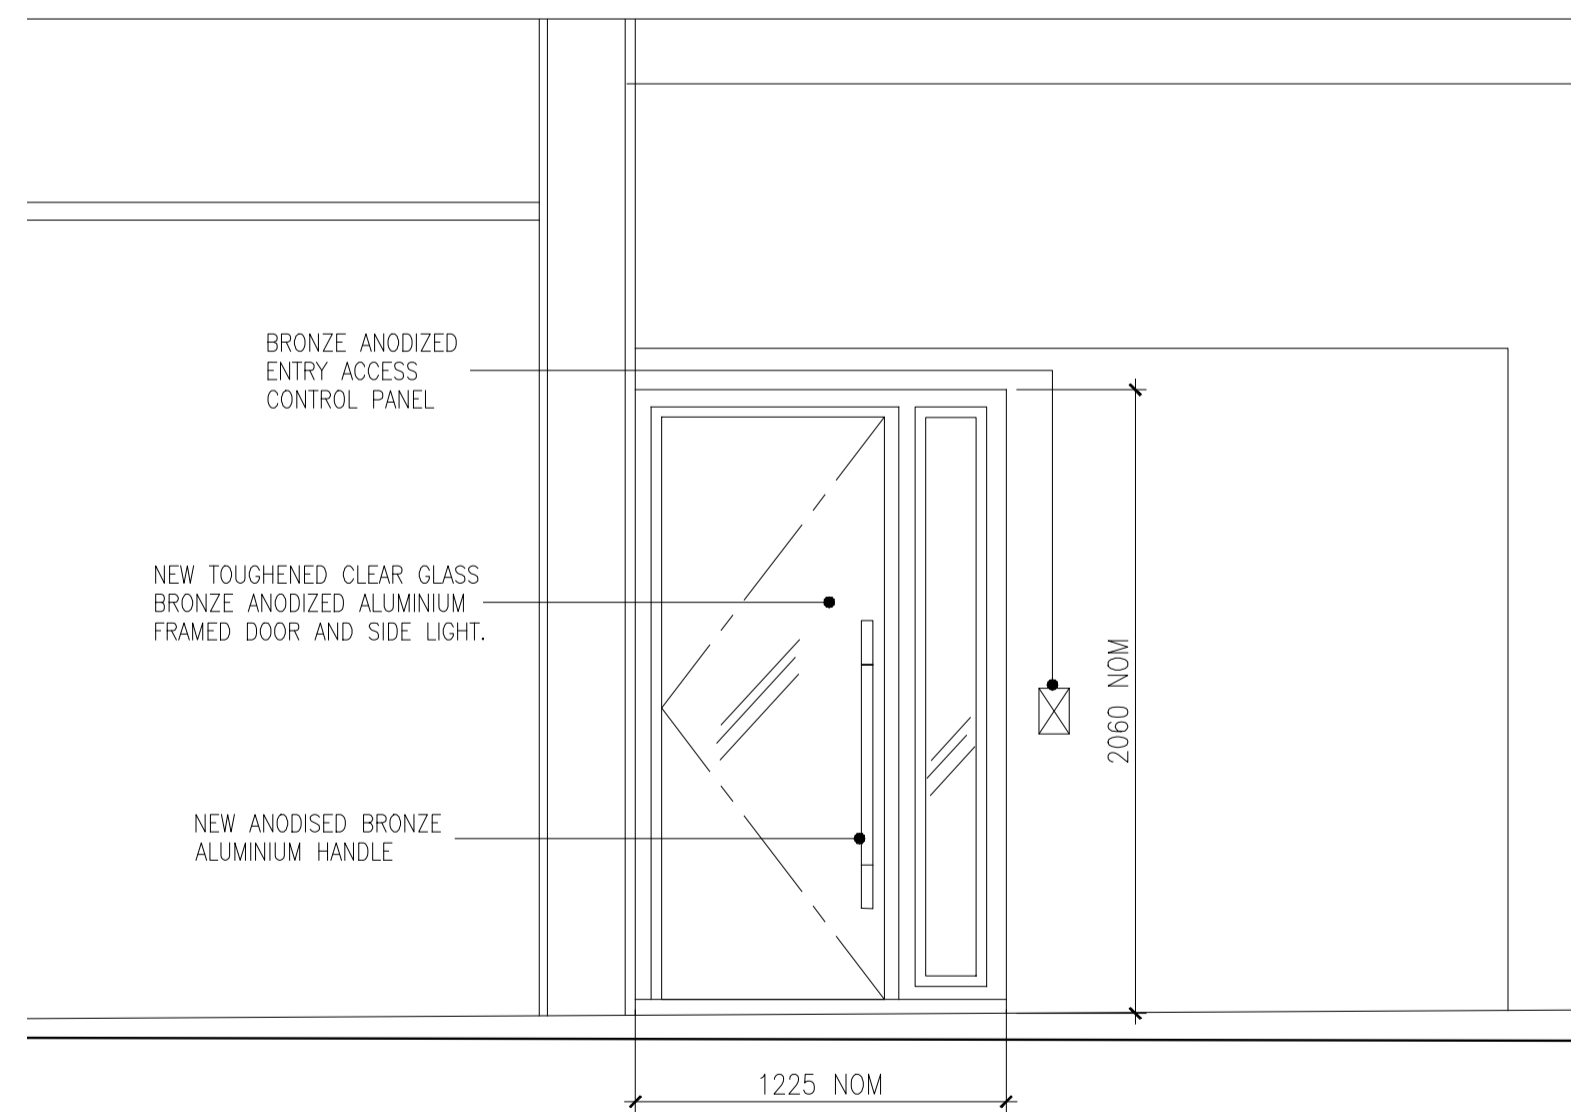 BRONZE ANODIZED
ENTRY ACCESS
CONTROL PANEL
NEW TOUGHENED CLEAR GLASS
BRONZE ANODIZED ALUMINIUM
FRAMED DOOR AND SIDE LIGHT.
2060 NOM
NEW ANODISED BRONZE
ALUMINIUM HANDLE
1225 NOM